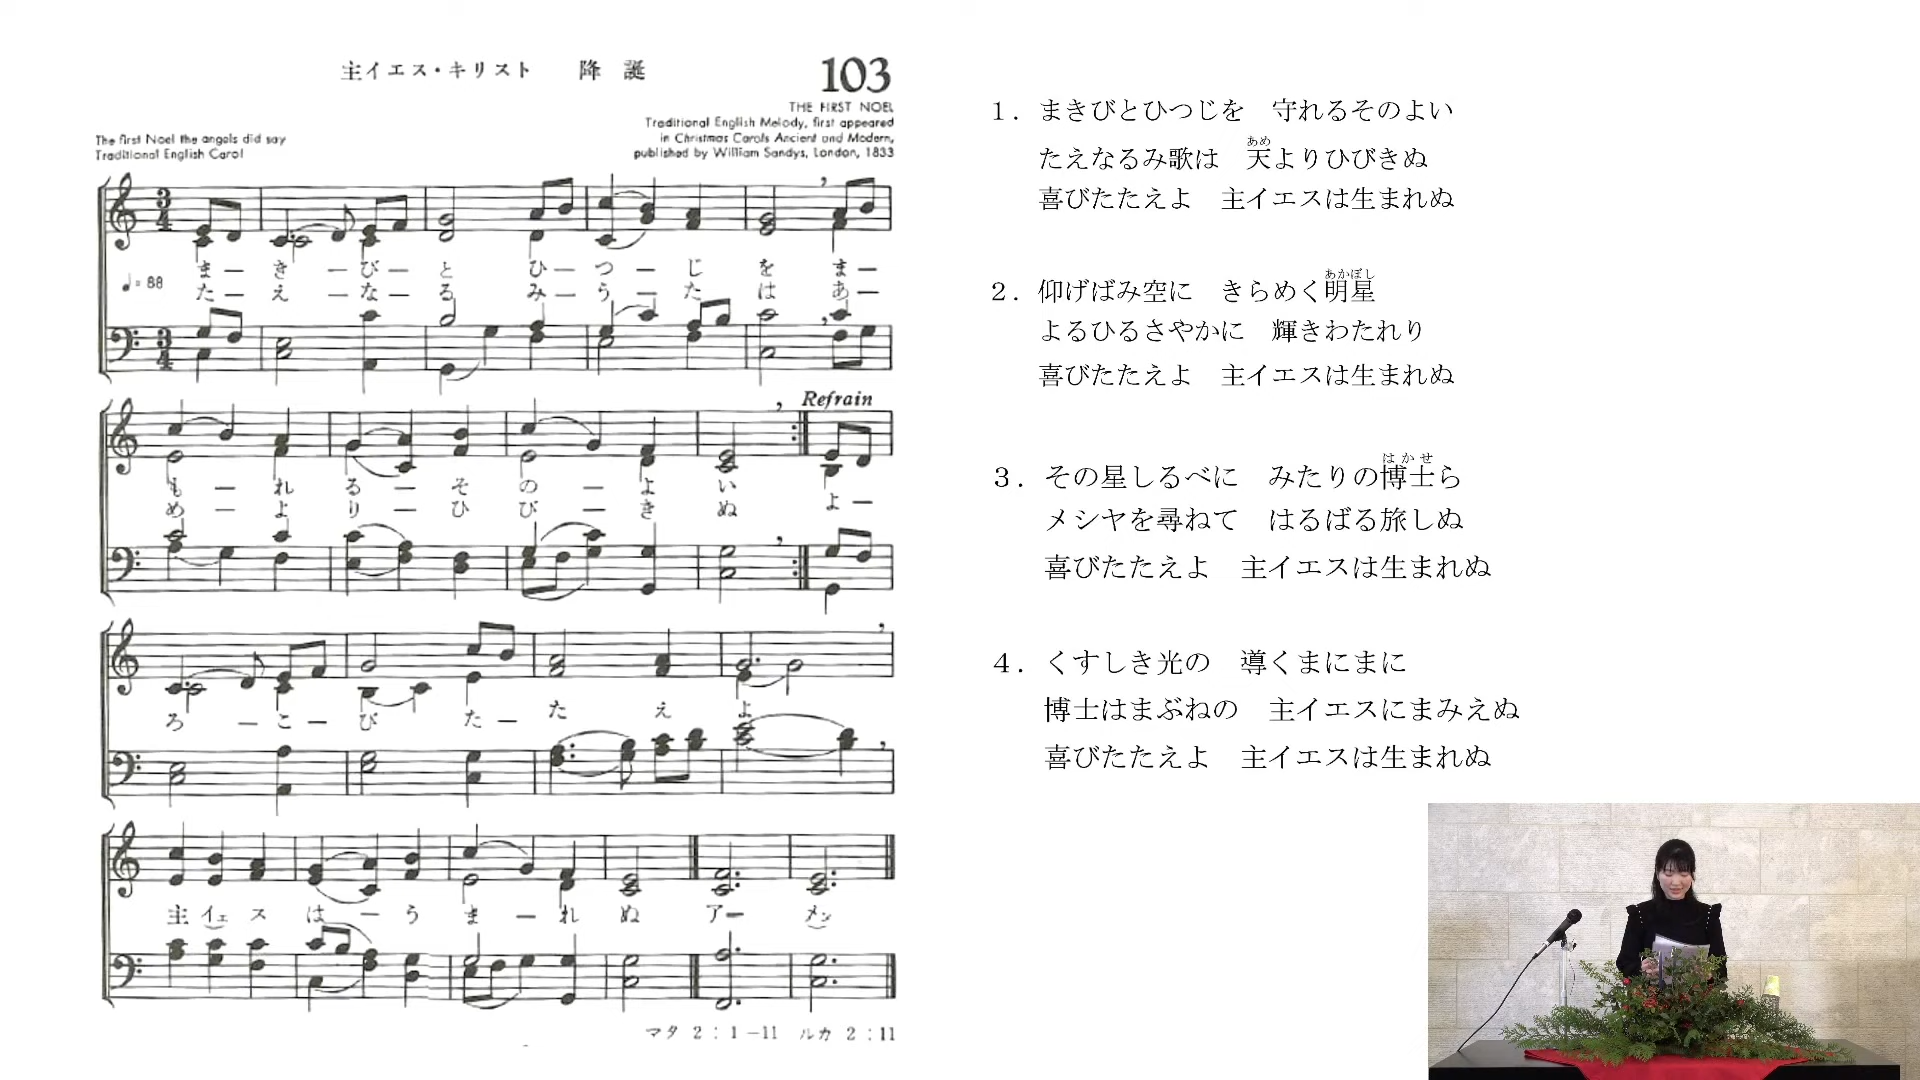 主イエス・キリスト　降誕
103
THE FIRST NOEL
Traditional English Melody, first appeared
in Christmas Carols Ancient and Modern,
published by William Sandys, London, 1833
The first Noel the angels did say
Traditional English Carol
♩= 88
ま— き —び— と ひ— つ — じ を ま—
た— え —な— る み— う — た は あ—
Refrain
も — れ る — そ の — よ い
め — よ り — ひ び — き ぬ よ—
ろ —こ— び た— た え よ
主 イェ ス は — う ま — れ ぬ アー メン
マタ 2：1－11 ルカ 2：11
１．まきびとひつじを　守れるそのよい
あめ
たえなるみ歌は　天よりひびきぬ
喜びたたえよ　主イエスは生まれぬ
あかぼし
２．仰げばみ空に　きらめく明星
よるひるさやかに　輝きわたれり
喜びたたえよ　主イエスは生まれぬ
はかせ
３．その星しるべに　みたりの博士ら
メシヤを尋ねて　はるばる旅しぬ
喜びたたえよ　主イエスは生まれぬ
４．くすしき光の　導くまにまに
博士はまぶねの　主イエスにまみえぬ
喜びたたえよ　主イエスは生まれぬ